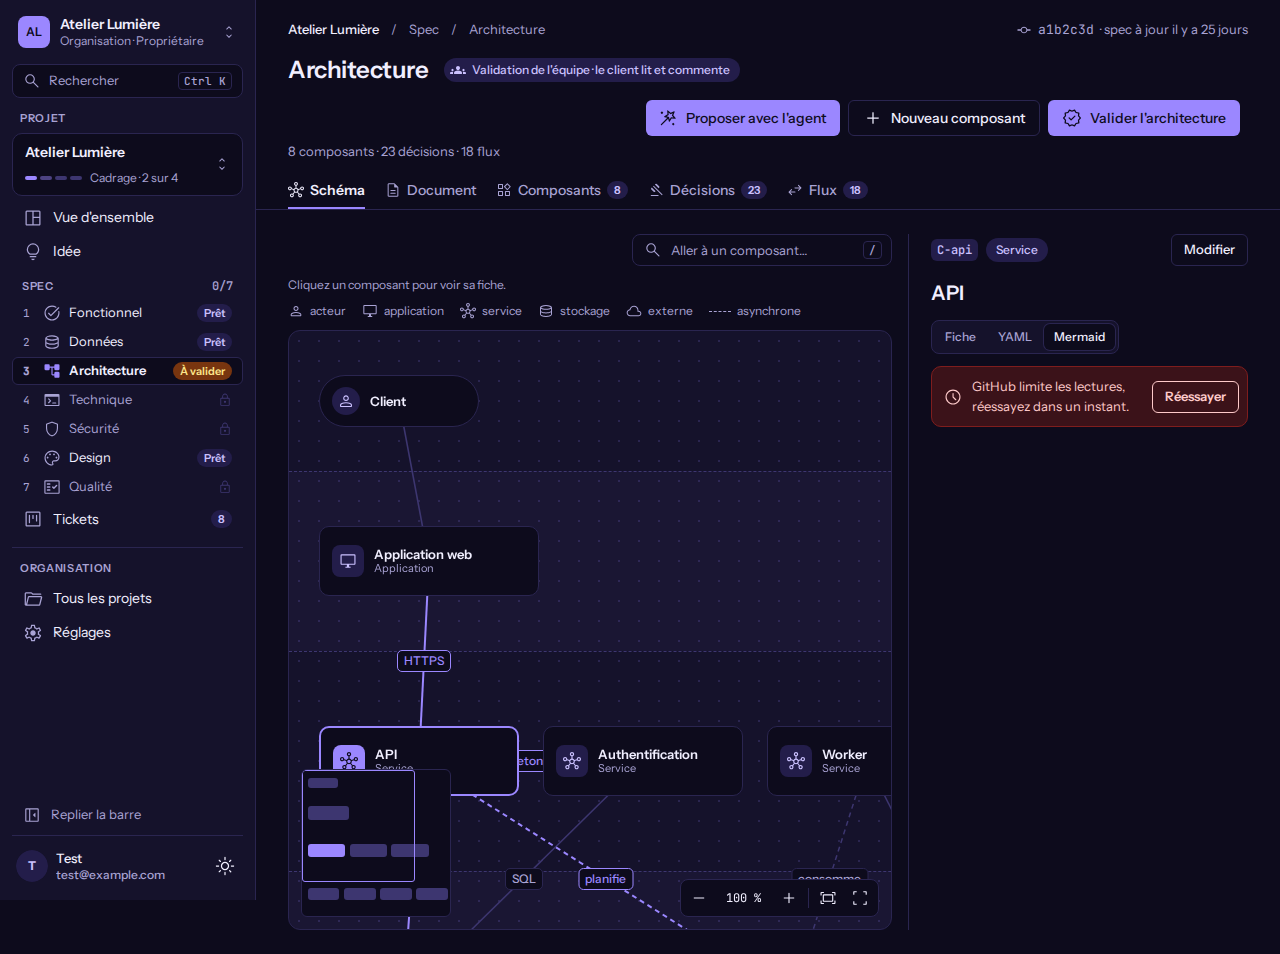 AL
Atelier Lumière
Organisation · Propriétaire
Rechercher
Ctrl K
PROJET
Atelier Lumière
Cadrage · 2 sur 4
Vue d'ensemble
Idée
SPEC
0/7
1 Fonctionnel Prêt
2 Données Prêt
3 Architecture À valider
4 Technique
5 Sécurité
6 Design Prêt
7 Qualité
Tickets 8
ORGANISATION
Tous les projets
Réglages
Replier la barre
T
Test
test@example.com
Atelier Lumière / Spec / Architecture
a1b2c3d · spec à jour il y a 25 jours
Architecture
Validation de l'équipe · le client lit et commente
Proposer avec l'agent
Nouveau composant
Valider l'architecture
8 composants · 23 décisions · 18 flux
Schéma
Document
Composants 8
Décisions 23
Flux 18
Aller à un composant...
/
Cliquez un composant pour voir sa fiche.
acteur
application
service
stockage
externe
asynchrone
Client
Application web
Application
HTTPS
API
Service
eton
Authentification
Service
Worker
Service
SQL
planifie
consomme
100 %
C-api
Service
Modifier
API
Fiche
YAML
Mermaid
GitHub limite les lectures,
réessayez dans un instant.
Réessayer